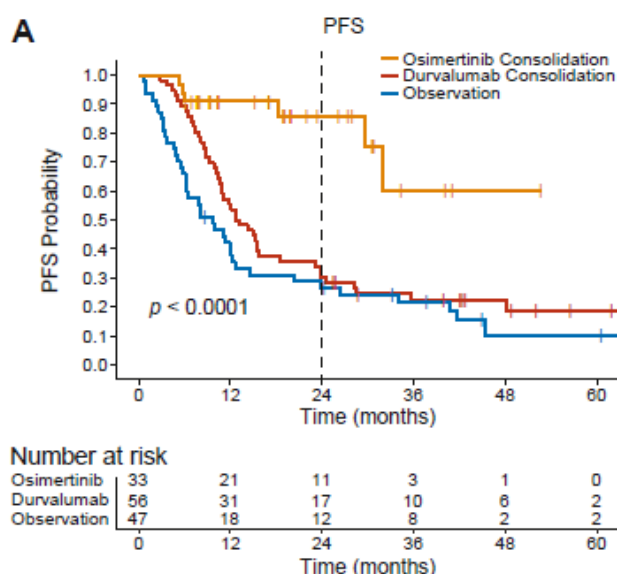 A
PFS
Osimertinib Consolidation
Durvalumab Consolidation
Observation
PFS Probability
1.0
0.9
0.8
0.7
0.6
0.5
0.4
0.3
0.2
0.1
0.0
p < 0.0001
0 12 24 36 48 60
Time (months)
Number at risk
Osimertinib 33 21 11 3 1 0
Durvalumab 56 31 17 10 6 2
Observation 47 18 12 8 2 2
0 12 24 36 48 60
Time (months)